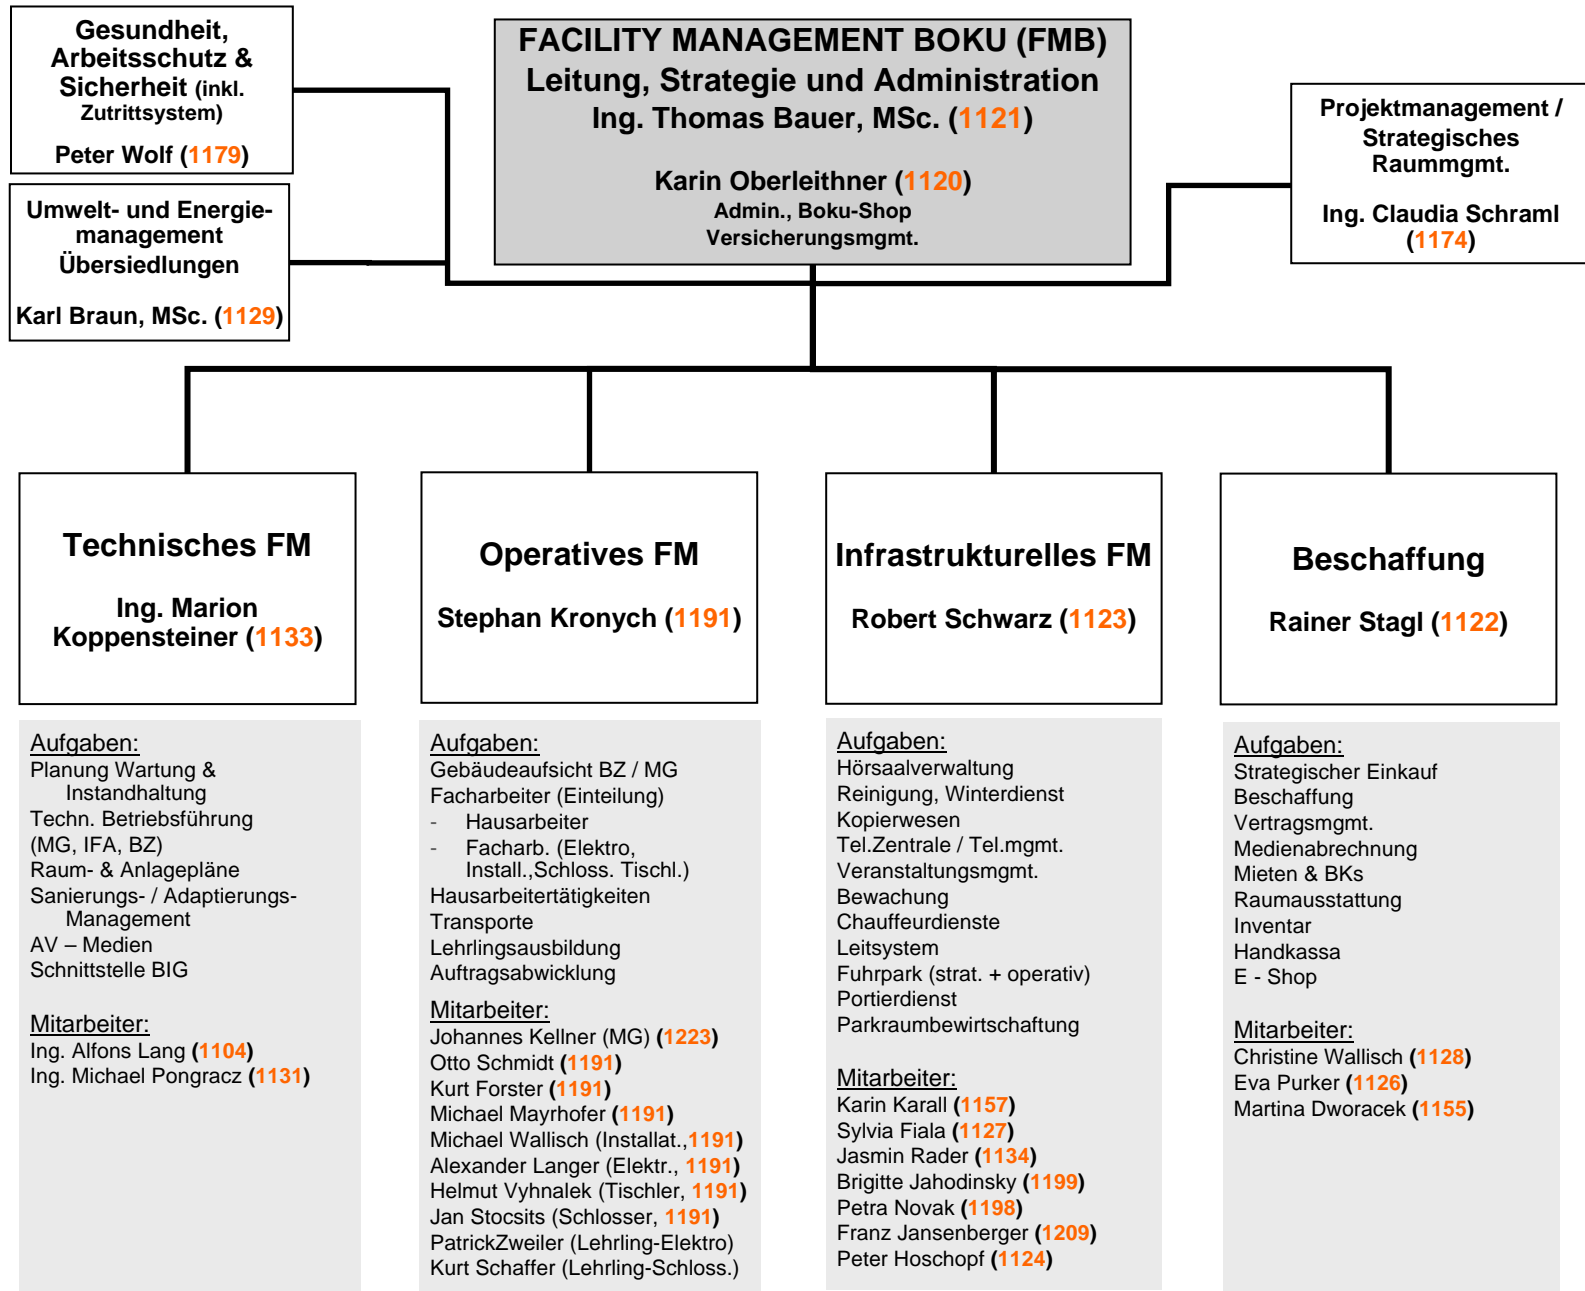 Gesundheit,
Arbeitsschutz &
Sicherheit (inkl.
Zutrittsystem)
Peter Wolf (1179)
Umwelt- und Energie-
management
Übersiedlungen
Karl Braun, MSc. (1129)
FACILITY MANAGEMENT BOKU (FMB)
Leitung, Strategie und Administration
Ing. Thomas Bauer, MSc. (1121)
Karin Oberleithner (1120)
Admin., Boku-Shop
Versicherungsmgmt.
Projektmanagement /
Strategisches
Raummgmt.
Ing. Claudia Schraml
(1174)
Technisches FM
Ing. Marion
Koppensteiner (1133)
Aufgaben:
Planung Wartung &
Instandhaltung
Techn. Betriebsführung
(MG, IFA, BZ)
Raum- & Anlagepläne
Sanierungs- / Adaptierungs-
Management
AV – Medien
Schnittstelle BIG
Mitarbeiter:
Ing. Alfons Lang (1104)
Ing. Michael Pongracz (1131)
Operatives FM
Stephan Kronych (1191)
Aufgaben:
Gebäudeaufsicht BZ / MG
Facharbeiter (Einteilung)
- Hausarbeiter
- Facharb. (Elektro,
Install.,Schloss. Tischl.)
Hausarbeitertätigkeiten
Transporte
Lehrlingsausbildung
Auftragsabwicklung
Mitarbeiter:
Johannes Kellner (MG) (1223)
Otto Schmidt (1191)
Kurt Forster (1191)
Michael Mayrhofer (1191)
Michael Wallisch (Installat.,1191)
Alexander Langer (Elektr., 1191)
Helmut Vyhnalek (Tischler, 1191)
Jan Stocsits (Schlosser, 1191)
PatrickZweiler (Lehrling-Elektro)
Kurt Schaffer (Lehrling-Schloss.)
Infrastrukturelles FM
Robert Schwarz (1123)
Aufgaben:
Hörsaalverwaltung
Reinigung, Winterdienst
Kopierwesen
Tel.Zentrale / Tel.mgmt.
Veranstaltungsmgmt.
Bewachung
Chauffeurdienste
Leitsystem
Fuhrpark (strat. + operativ)
Portierdienst
Parkraumbewirtschaftung
Mitarbeiter:
Karin Karall (1157)
Sylvia Fiala (1127)
Jasmin Rader (1134)
Brigitte Jahodinsky (1199)
Petra Novak (1198)
Franz Jansenberger (1209)
Peter Hoschopf (1124)
Beschaffung
Rainer Stagl (1122)
Aufgaben:
Strategischer Einkauf
Beschaffung
Vertragsmgmt.
Medienabrechnung
Mieten & BKs
Raumausstattung
Inventar
Handkassa
E - Shop
Mitarbeiter:
Christine Wallisch (1128)
Eva Purker (1126)
Martina Dworacek (1155)